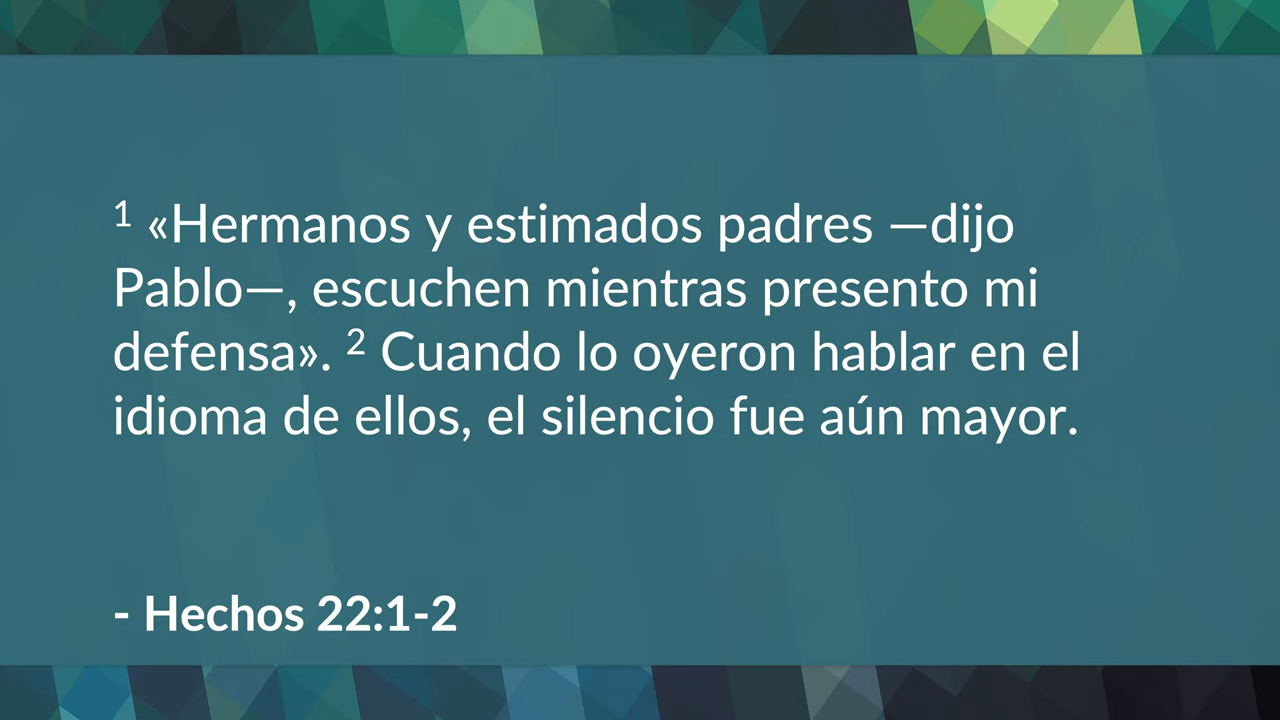 1 «Hermanos y estimados padres —dijo
Pablo—, escuchen mientras presento mi
defensa». 2 Cuando lo oyeron hablar en el
idioma de ellos, el silencio fue aún mayor.
- Hechos 22:1-2